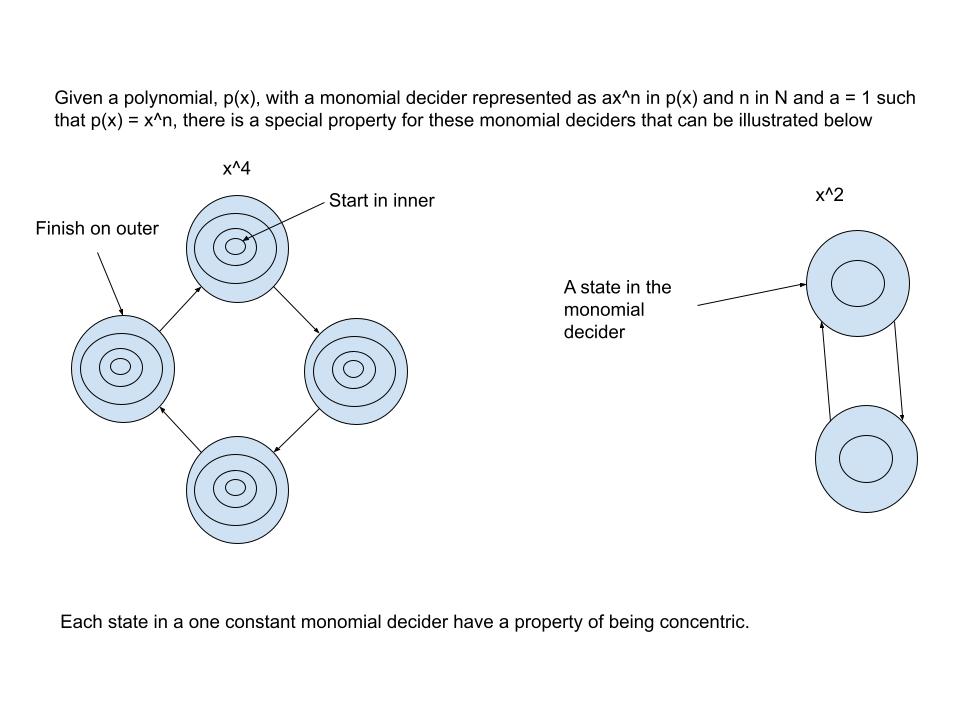 Given a polynomial, p(x), with a monomial decider represented as ax^n in p(x) and n in N and a = 1 such
that p(x) = x^n, there is a special property for these monomial deciders that can be illustrated below
x^4
Start in inner
Finish on outer
x^2
A state in the
monomial
decider
Each state in a one constant monomial decider have a property of being concentric.